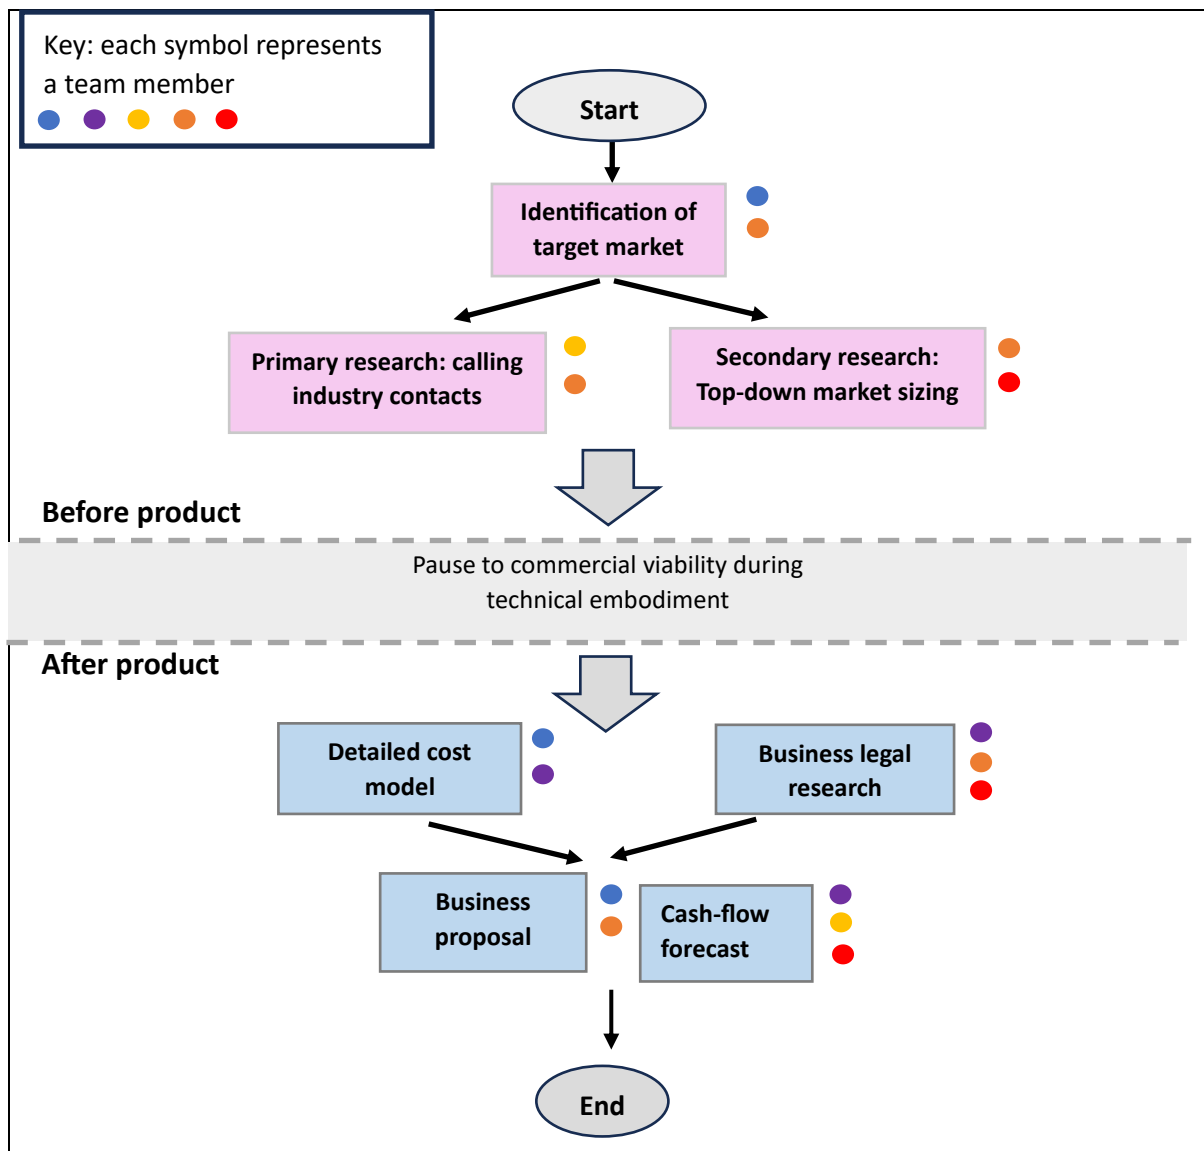 Key: each symbol represents
a team member
Start
Identification of
target market
Primary research: calling
industry contacts
Secondary research:
Top-down market sizing
Before product
Pause to commercial viability during
technical embodiment
After product
Detailed cost
model
Business legal
research
Business
proposal
Cash-flow
forecast
End